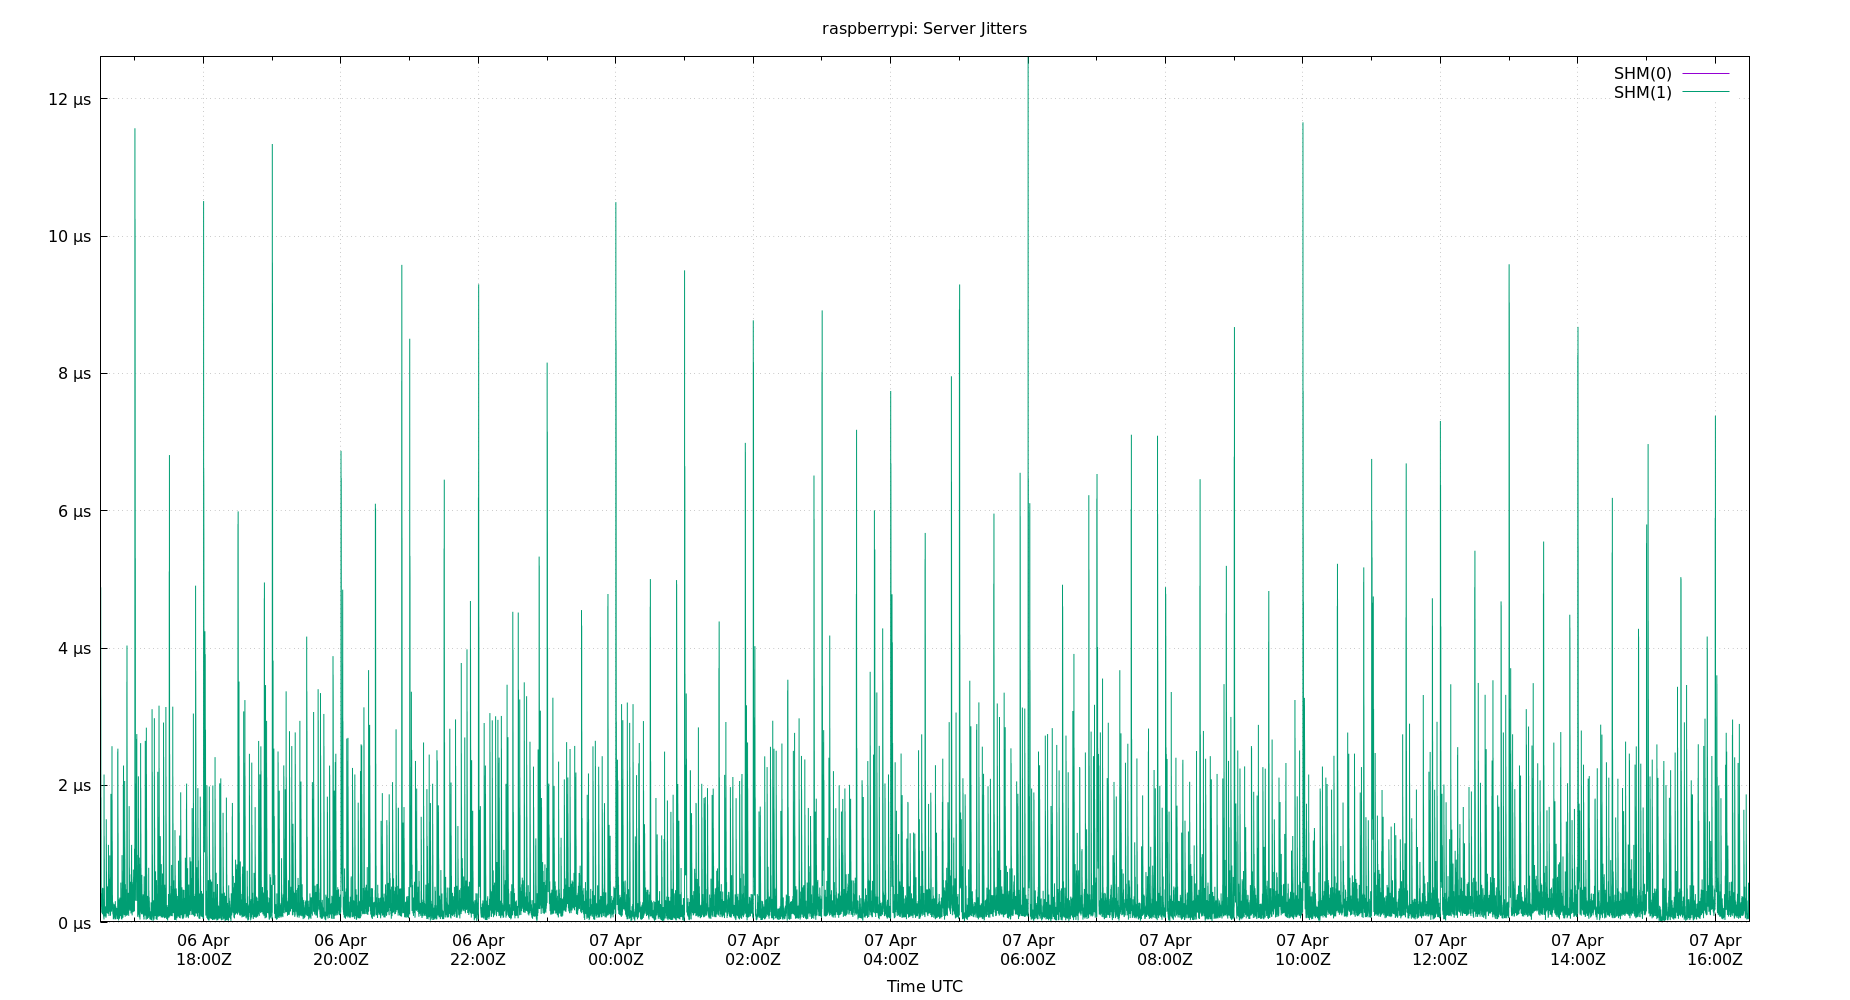 raspberrypi: Server Jitters
SHM(0)
SHM(1)
12 µs
10 µs
8 µs
6 µs
4 µs
2 µs
0 µs
06 Apr 06 Apr 06 Apr 07 Apr 07 Apr 07 Apr 07 Apr 07 Apr 07 Apr 07 Apr 07 Apr 07 Apr
18:00Z 20:00Z 22:00Z 00:00Z 02:00Z 04:00Z 06:00Z 08:00Z 10:00Z 12:00Z 14:00Z 16:00Z
Time UTC